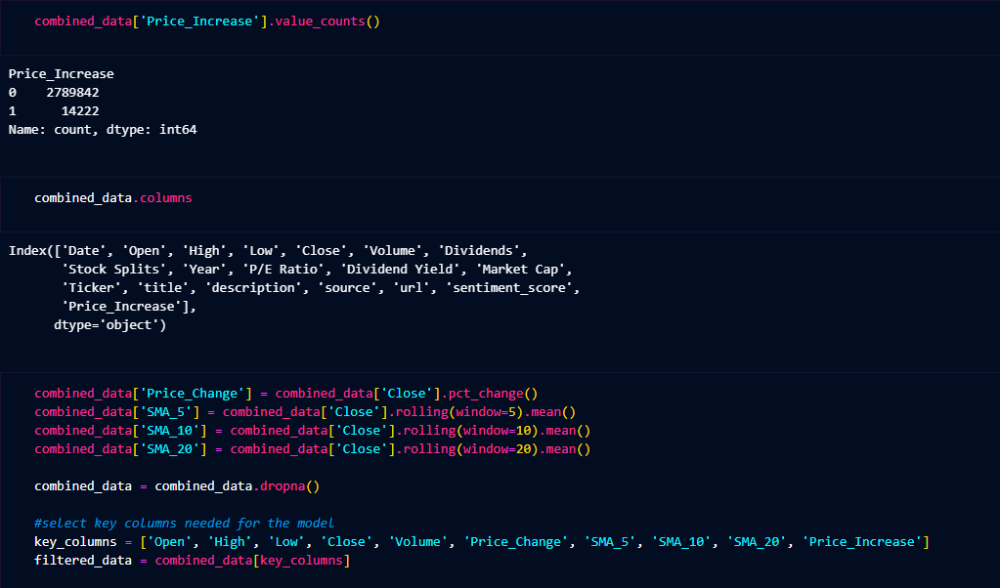 combined_data['Price_Increase'].value_counts()
Price_Increase
0    2789842
1      14222
Name: count, dtype: int64
combined_data.columns
Index(['Date', 'Open', 'High', 'Low', 'Close', 'Volume', 'Dividends',
       'Stock Splits', 'Year', 'P/E Ratio', 'Dividend Yield', 'Market Cap',
       'Ticker', 'title', 'description', 'source', 'url', 'sentiment_score',
       'Price_Increase'],
      dtype='object')
combined_data['Price_Change'] = combined_data['Close'].pct_change()
combined_data['SMA_5'] = combined_data['Close'].rolling(window=5).mean()
combined_data['SMA_10'] = combined_data['Close'].rolling(window=10).mean()
combined_data['SMA_20'] = combined_data['Close'].rolling(window=20).mean()
combined_data = combined_data.dropna()
#select key columns needed for the model
key_columns = ['Open', 'High', 'Low', 'Close', 'Volume', 'Price_Change', 'SMA_5', 'SMA_10', 'SMA_20', 'Price_Increase']
filtered_data = combined_data[key_columns]